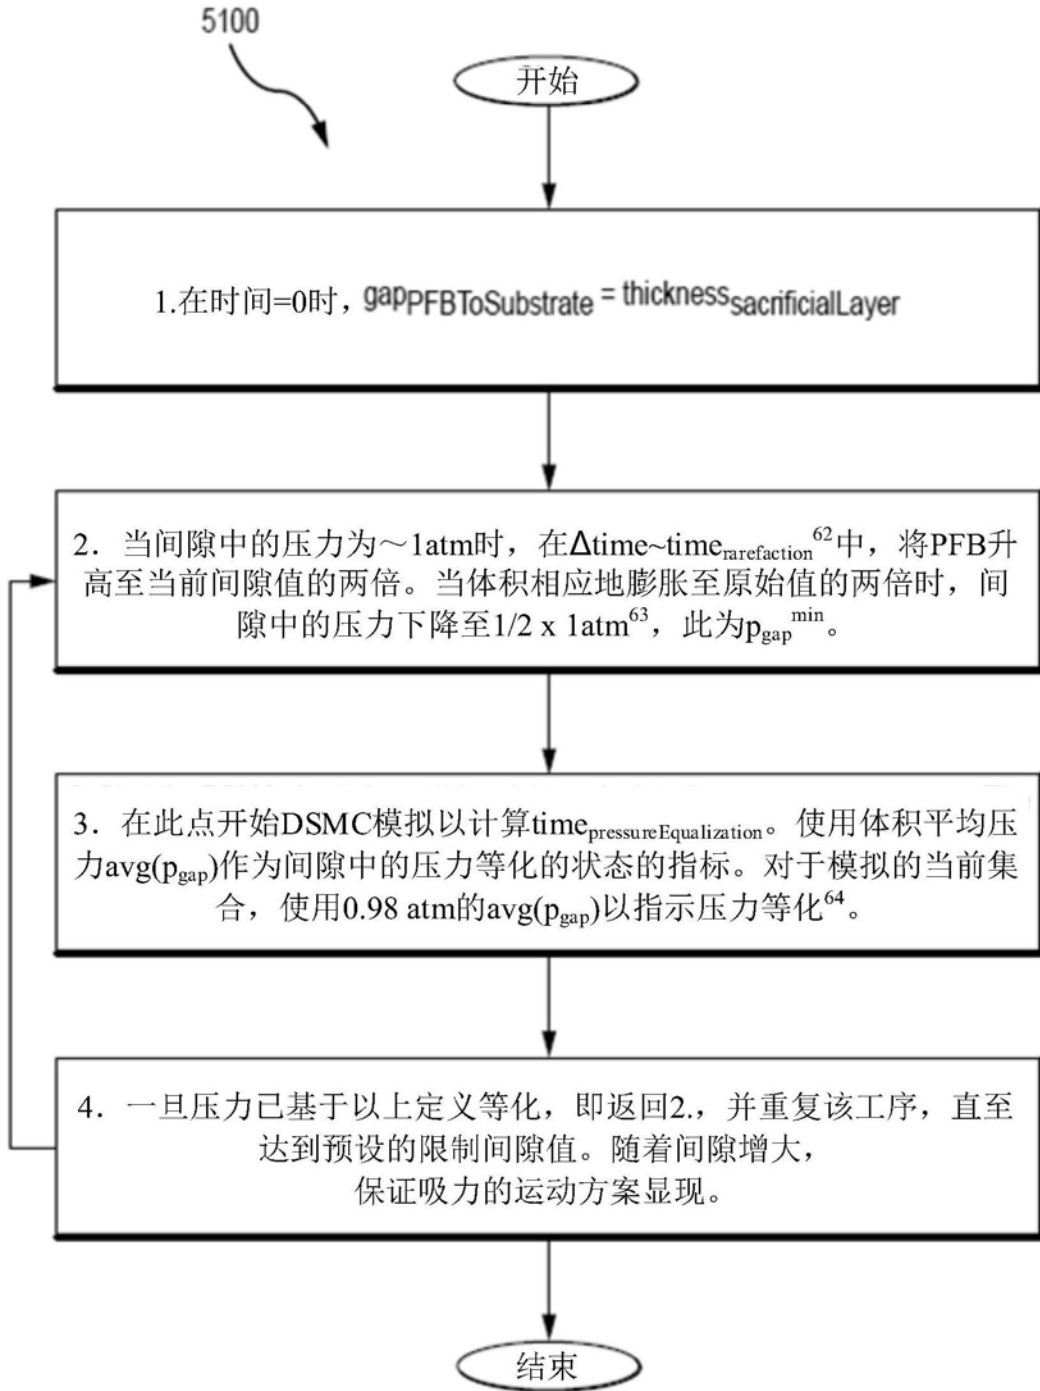 5100
开始
1.在时间=0时，gapPFBToSubstrate = thicknesssacrificialLayer
2．当间隙中的压力为～1atm时，在Δtime~timerarefaction62中，将PFB升
高至当前间隙值的两倍。当体积相应地膨胀至原始值的两倍时，间
隙中的压力下降至1/2 x 1atm63，此为pgapmin。
3．在此点开始DSMC模拟以计算timepressureEqualization。使用体积平均压
力avg(pgap)作为间隙中的压力等化的状态的指标。对于模拟的当前集
合，使用0.98 atm的avg(pgap)以指示压力等化64。
4．一旦压力已基于以上定义等化，即返回2.，并重复该工序，直至
达到预设的限制间隙值。随着间隙增大，
保证吸力的运动方案显现。
结束